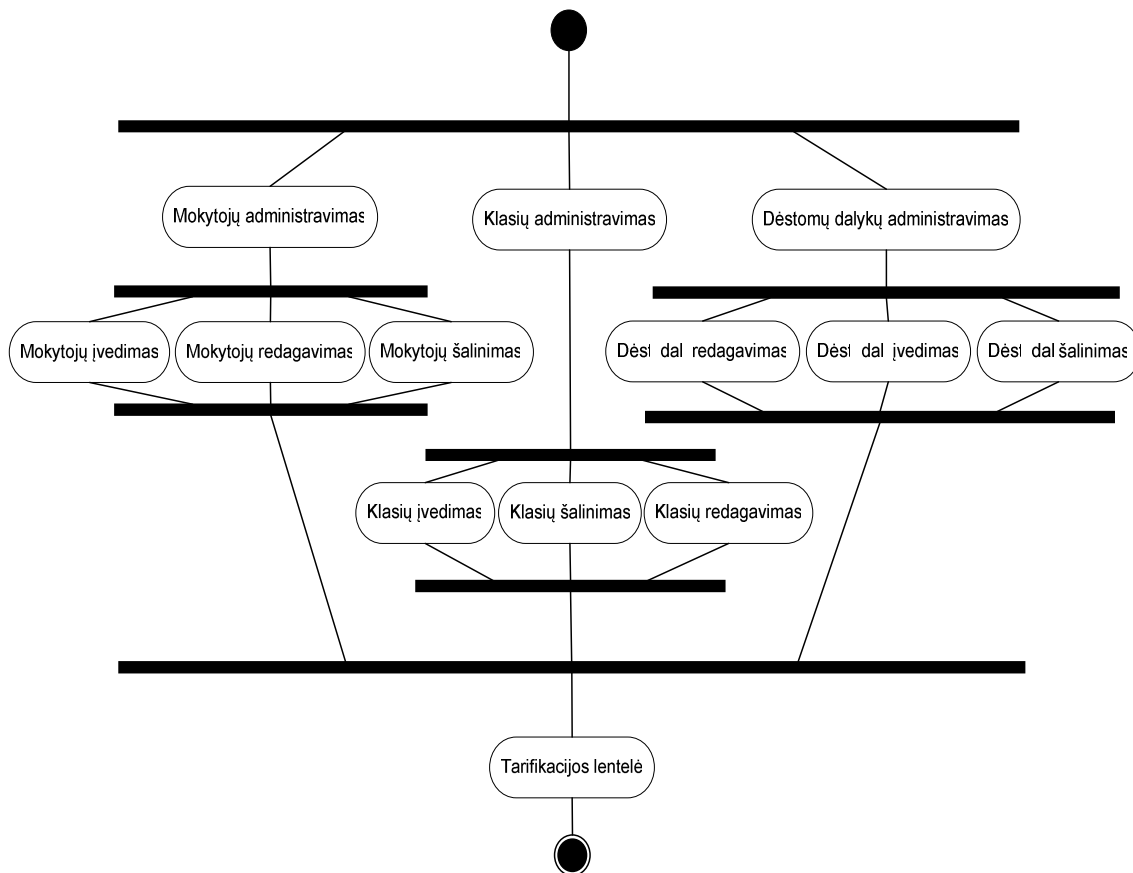 Mokytojų administravimas
Klasių administravimas
Dėstomų dalykų administravimas
Mokytojų įvedimas
Mokytojų redagavimas
Mokytojų šalinimas
Dėst dal redagavimas
Dėst dal įvedimas
Dėst dal šalinimas
Klasių įvedimas
Klasių šalinimas
Klasių redagavimas
Tarifikacijos lentelė